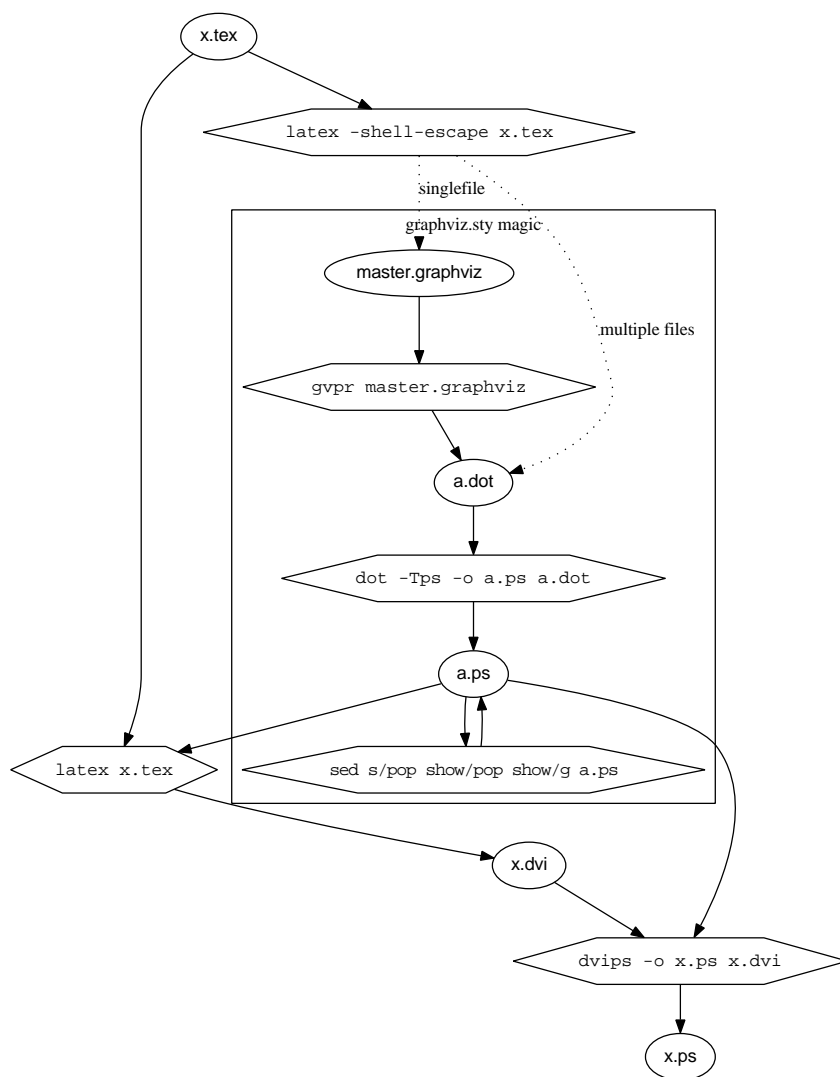 x.tex
latex -shell-escape x.tex
singlefile
graphviz.sty magic
master.graphviz
multiple files
gvpr master.graphviz
a.dot
dot -Tps -o a.ps a.dot
a.ps
latex x.tex
sed s/pop show/pop show/g a.ps
x.dvi
dvips -o x.ps x.dvi
x.ps